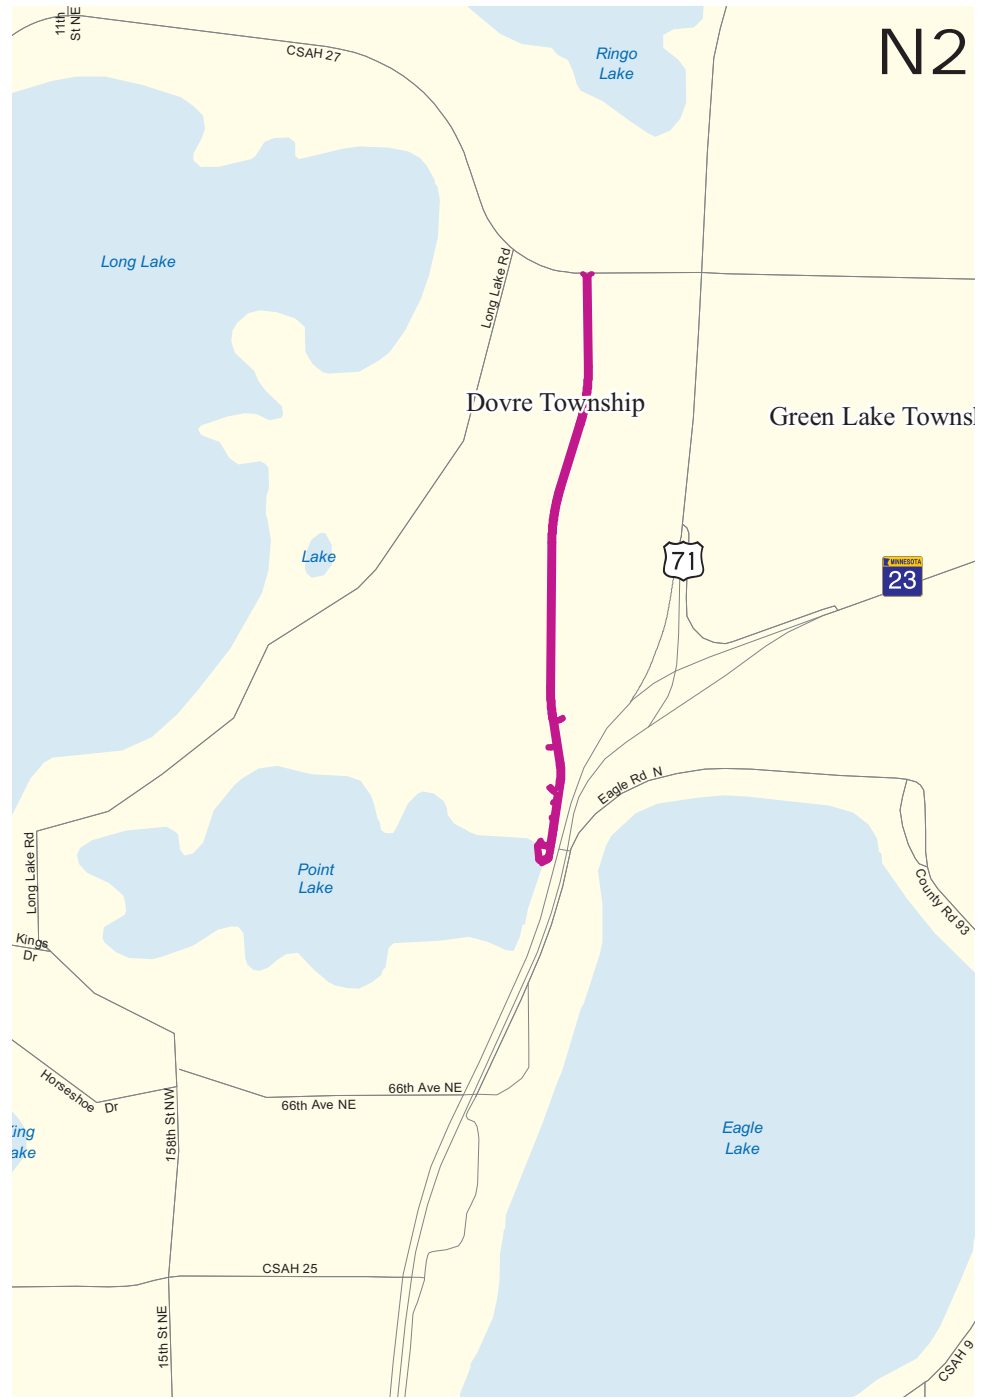 11th
St NE
CSAH 27
Ringo
Lake
N2
Long Lake
Long Lake Rd
Dovre Township
Green Lake Towns
Lake
71
MINNESOTA
23
Eagle Rd N
Long Lake Rd
Point
Lake
County Rd 93
Kings
Dr
Horseshoe Dr
66th Ave NE
66th Ave NE
158th St NW
ing
ake
Eagle
Lake
CSAH 25
15th St NE
CSAH 9